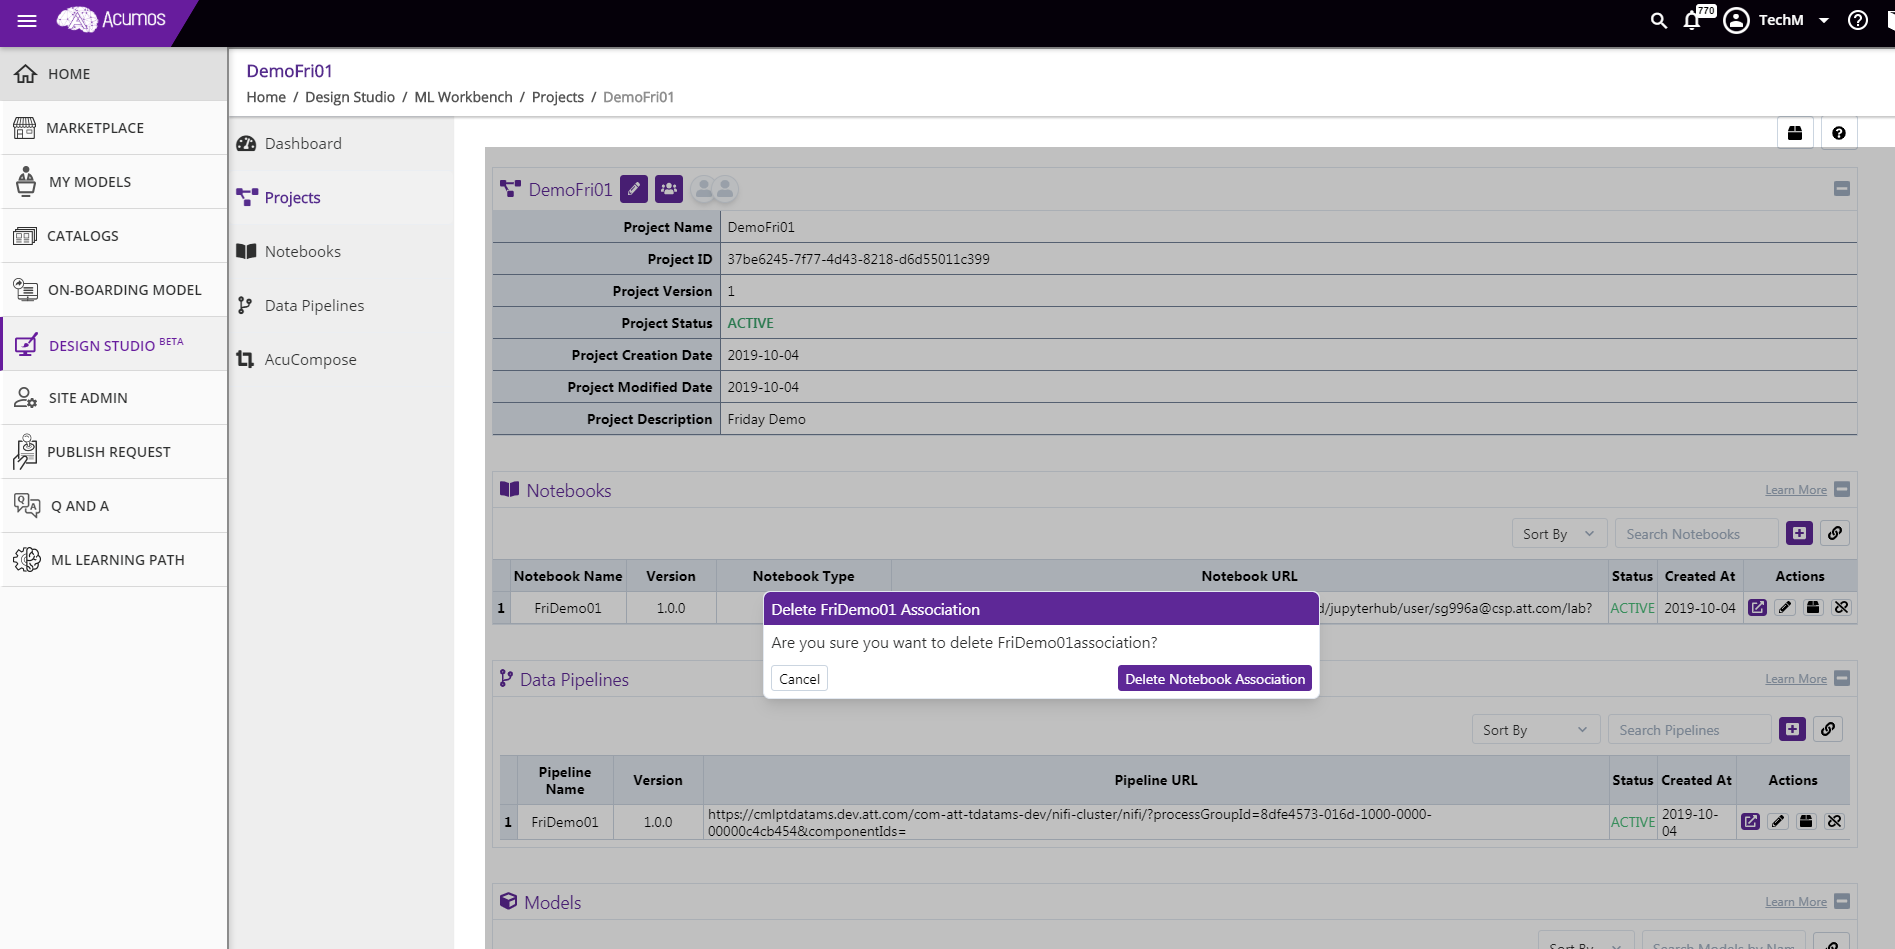 Acumos
770
TechM
HOME
MARKETPLACE
MY MODELS
CATALOGS
ON-BOARDING MODEL
DESIGN STUDIO BETA
SITE ADMIN
PUBLISH REQUEST
Q AND A
ML LEARNING PATH
DemoFri01
Home / Design Studio / ML Workbench / Projects / DemoFri01
Dashboard
Projects
Notebooks
Data Pipelines
AcuCompose
DemoFri01
Project Name DemoFri01
Project ID 37be6245-7f77-4d43-8218-d6d55011c399
Project Version 1
Project Status ACTIVE
Project Creation Date 2019-10-04
Project Modified Date 2019-10-04
Project Description Friday Demo
Notebooks Learn More
Sort By Search Notebooks
Notebook Name Version Notebook Type Notebook URL Status Created At Actions
1 FriDemo01 1.0.0 d/jupyterhub/user/sg996a@csp.att.com/lab? ACTIVE 2019-10-04
Delete FriDemo01 Association
Are you sure you want to delete FriDemo01association?
Cancel Delete Notebook Association
Data Pipelines Learn More
Sort By Search Pipelines
Pipeline Name Version Pipeline URL Status Created At Actions
1 FriDemo01 1.0.0 https://cmlptdatams.dev.att.com/com-att-tdatams-dev/nifi-cluster/nifi/?processGroupId=8dfe4573-016d-1000-0000-
00000c4cb454&componentIds= ACTIVE 2019-10-
04
Models Learn More
Sort By Search Models by Nam